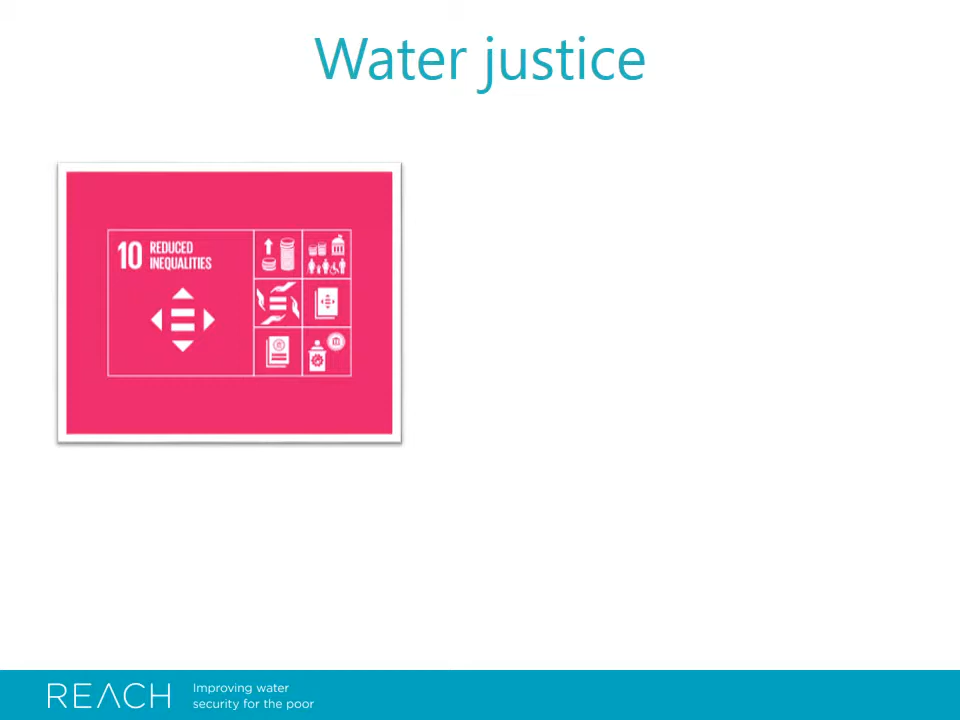 Water justice
10 REDUCED
INEQUALITIES
REACH
Improving water
security for the poor